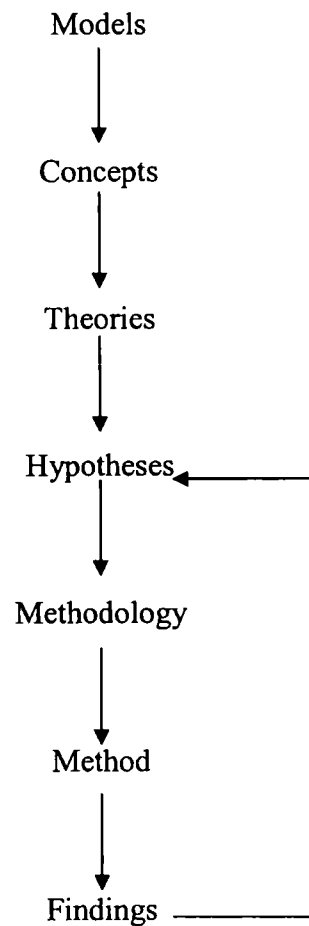 Models
Concepts
Theories
Hypotheses
Methodology
Method
Findings